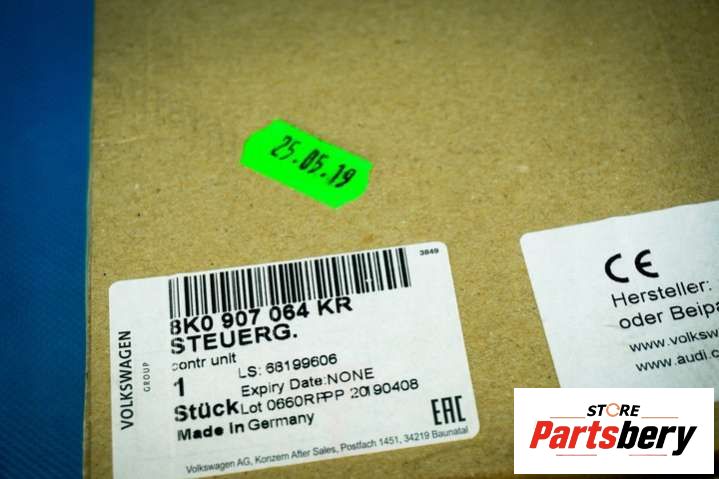 25.05.19
3849
8K0 907 064 KR
STEUERG.
contr unit
1
LS: 68199606
Expiry Date:NONE
Stück
Lot 0660RPPP 20190408
Made In Germany
EAC
Volkswagen AG, Konzern After Sales, Postfach 1451, 34219 Baunatal
VOLKSWAGEN
GROUP
CE
Hersteller:
oder Beipa
www.volksw
www.audi.c
STORE
Partsbery